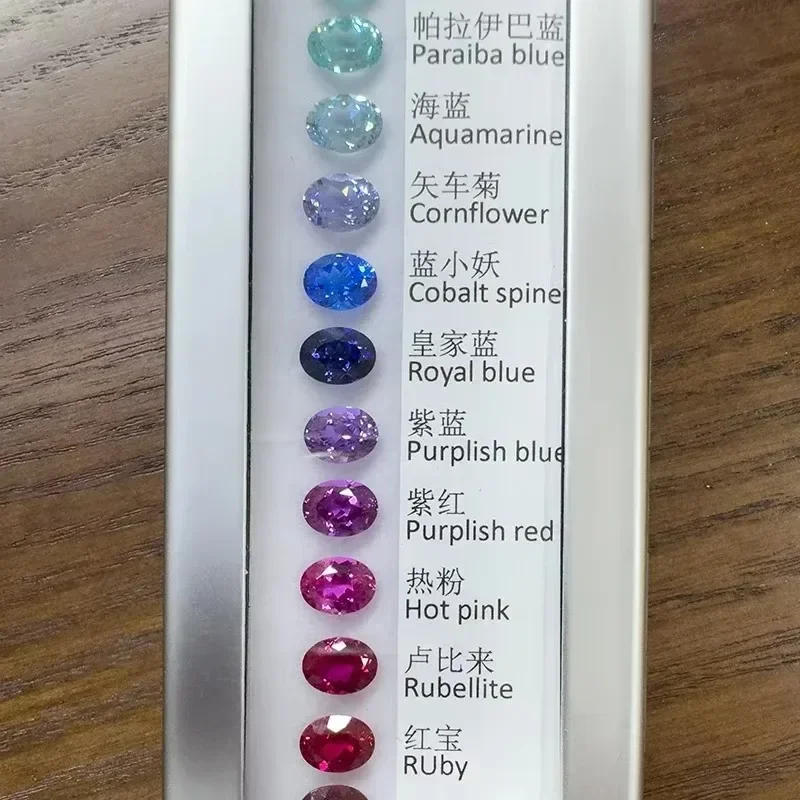 帕拉伊巴蓝
Paraiba blue
海蓝
Aquamarine
矢车菊
Cornflower
蓝小妖
Cobalt spine
皇家蓝
Royal blue
紫蓝
Purplish blue
紫红
Purplish red
热粉
Hot pink
卢比来
Rubellite
红宝
RUby